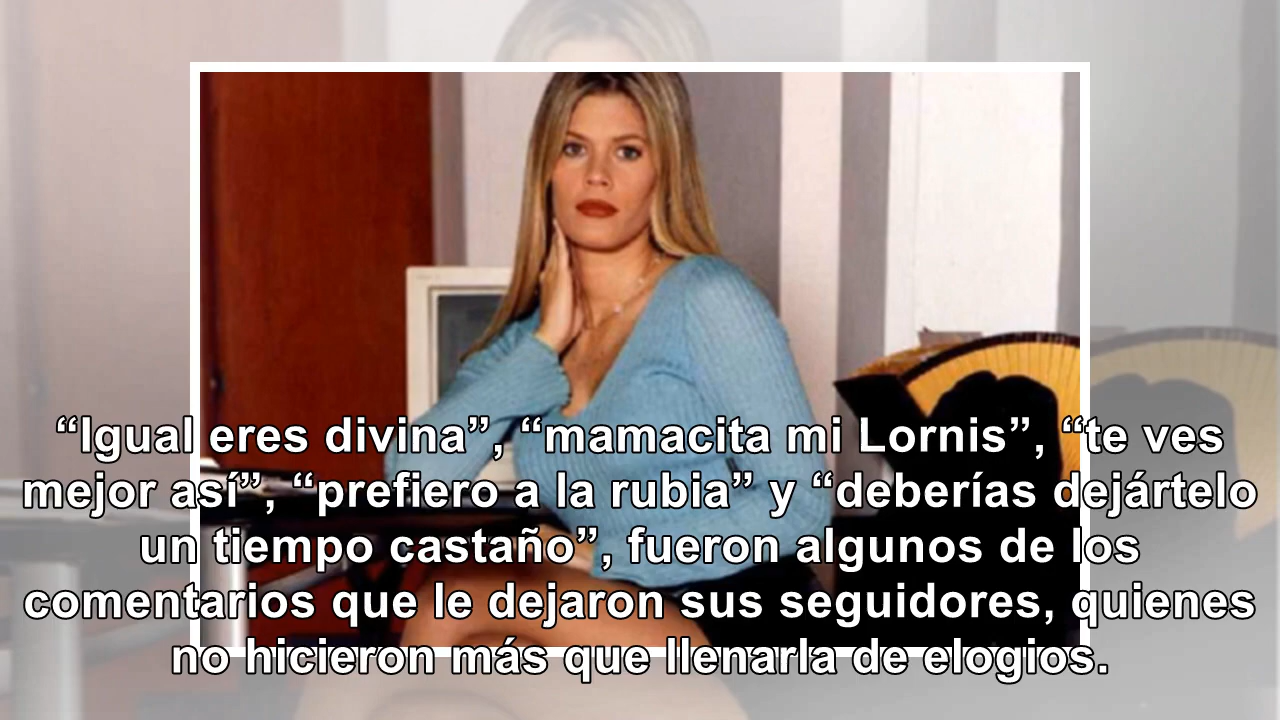 “Igual eres divina”, “mamacita mi Lornis”, “te ves
mejor así”, “prefiero a la rubia” y “deberías dejártelo
un tiempo castaño”, fueron algunos de los
comentarios que le dejaron sus seguidores, quienes
no hicieron más que llenarla de elogios.